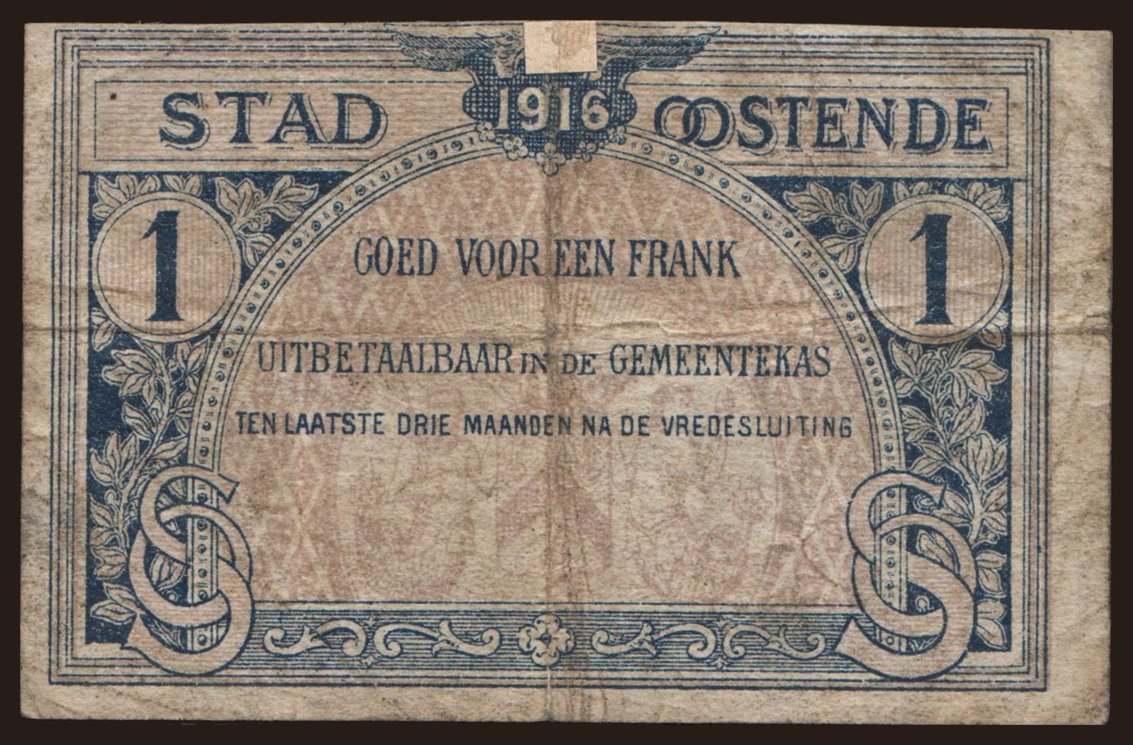 STAD 1916 OOSTENDE
1 1
GOED VOOR EEN FRANK
UITBETAALBAAR IN DE GEMEENTEKAS
TEN LAATSTE DRIE MAANDEN NA DE VREDESLUITING